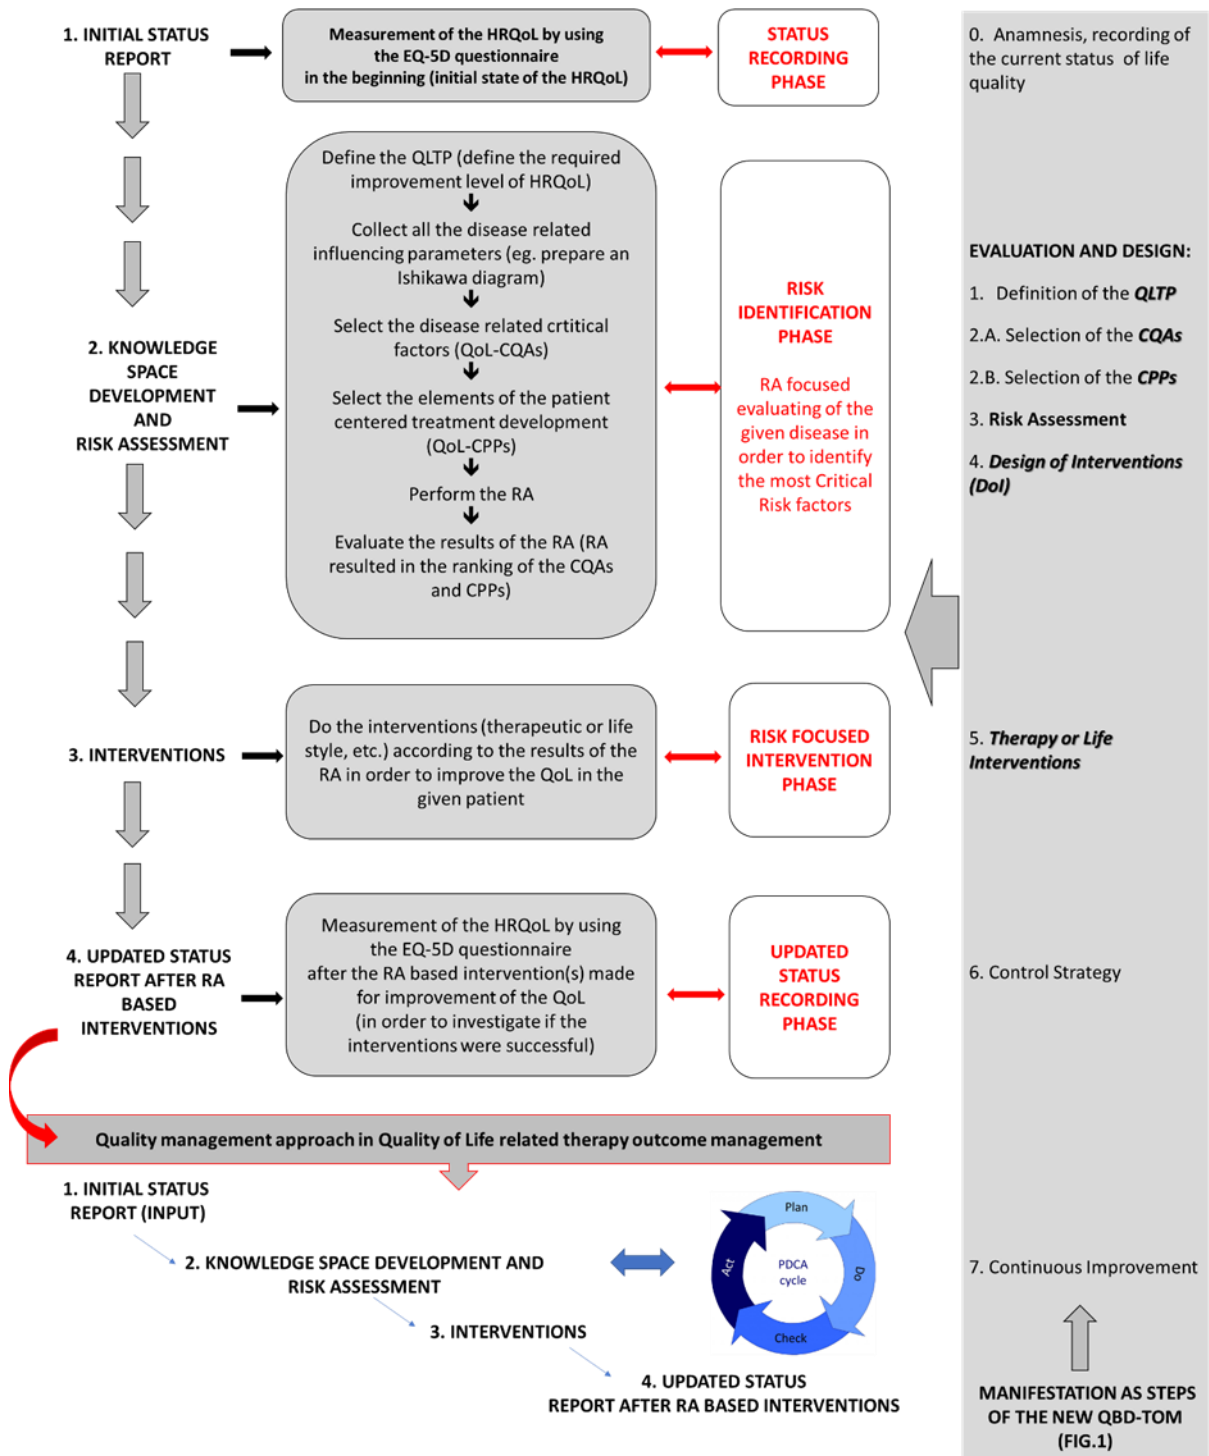 1. INITIAL STATUS
REPORT
Measurement of the HRQoL by using
the EQ-5D questionnaire
in the beginning (initial state of the HRQoL)
STATUS
RECORDING
PHASE
0. Anamnesis, recording of
the current status of life
quality
Define the QLTP (define the required
improvement level of HRQoL)
Collect all the disease related
influencing parameters (eg. prepare an
Ishikawa diagram)
Select the disease related crtitical
factors (QoL-CQAs)
Select the elements of the patient
centered treatment development
(QoL-CPPs)
Perform the RA
Evaluate the results of the RA (RA
resulted in the ranking of the CQAs
and CPPs)
2. KNOWLEDGE
SPACE
DEVELOPMENT
AND
RISK ASSESSMENT
RISK
IDENTIFICATION
PHASE
RA focused
evaluating of the
given disease in
order to identify
the most Critical
Risk factors
EVALUATION AND DESIGN:
1. Definition of the QLTP
2.A. Selection of the CQAs
2.B. Selection of the CPPs
3. Risk Assessment
4. Design of Interventions
(DoI)
3. INTERVENTIONS
Do the interventions (therapeutic or life
style, etc.) according to the results of the
RA in order to improve the QoL in the
given patient
RISK FOCUSED
INTERVENTION
PHASE
5. Therapy or Life
Interventions
4. UPDATED STATUS
REPORT AFTER RA
BASED
INTERVENTIONS
Measurement of the HRQoL by using
the EQ-5D questionnaire
after the RA based intervention(s) made
for improvement of the QoL
(in order to investigate if the
interventions were successful)
UPDATED
STATUS
RECORDING
PHASE
6. Control Strategy
Quality management approach in Quality of Life related therapy outcome management
1. INITIAL STATUS
REPORT (INPUT)
2. KNOWLEDGE SPACE DEVELOPMENT AND
RISK ASSESSMENT
3. INTERVENTIONS
4. UPDATED STATUS
REPORT AFTER RA BASED INTERVENTIONS
Plan
Do
Check
Act
PDCA
cycle
7. Continuous Improvement
MANIFESTATION AS STEPS
OF THE NEW QBD-TOM
(FIG.1)